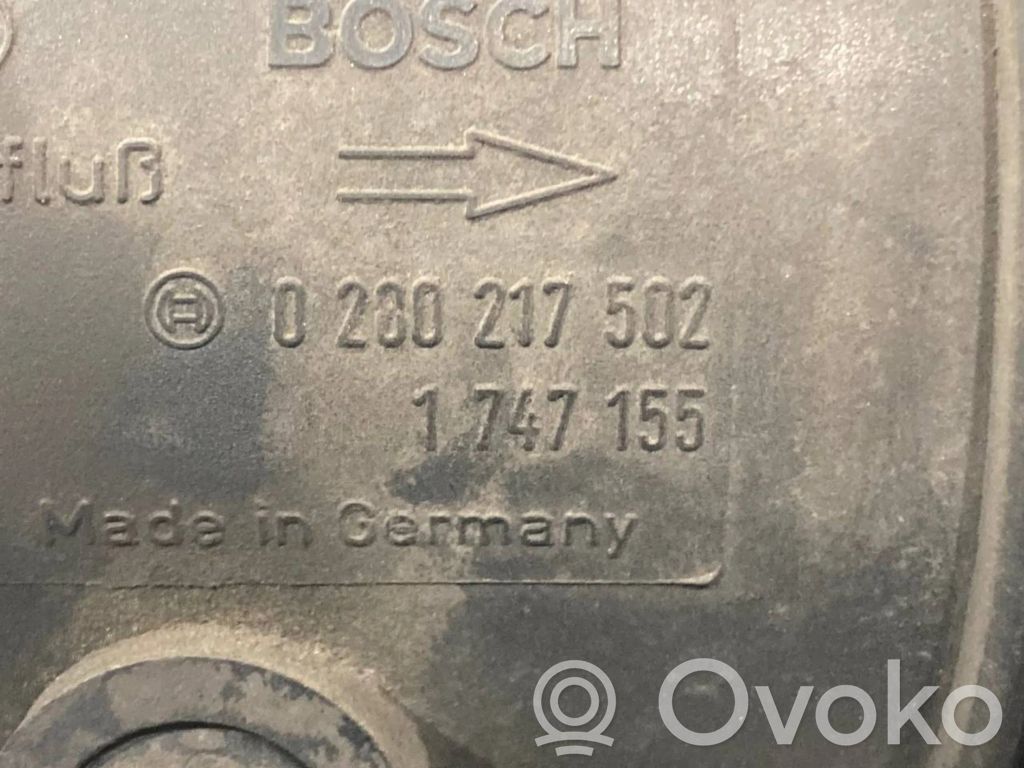 BOSCH
fluß
0 280 217 502
1 747 155
Made in Germany
Ovoko